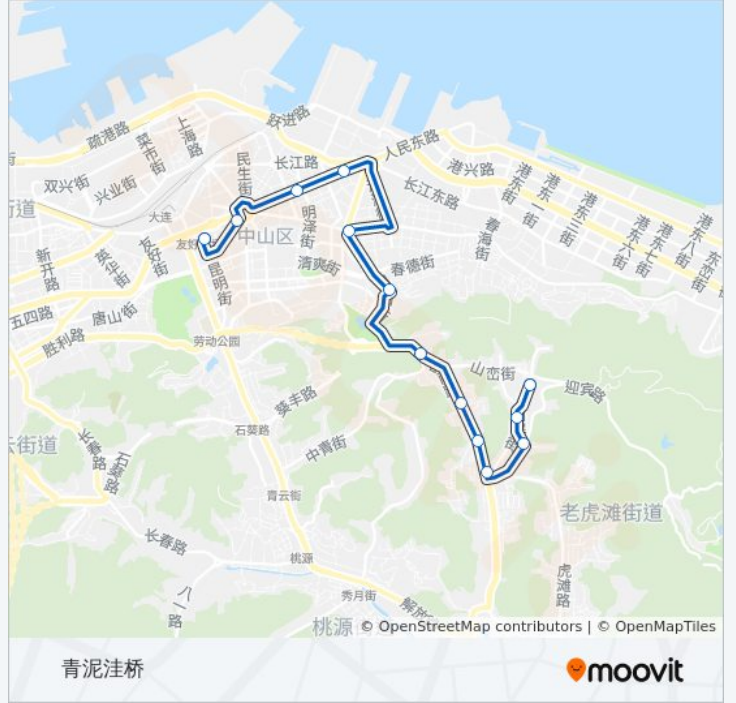 疏港路
菜市街
上海路
跃进路
人民东路
民生街
长江路
港兴路
双兴街
兴业街
长江东路
港东街
港东一街
港东三街
港东六街
港东七街
港东八街
街道
大连
明泽街
春海街
友好
中山区
友好街
英华街
新开路
昆明街
清爽街
春德街
五四路
唐山街
胜利路
劳动公园
山峦街
迎宾路
葵丰路
石葵路
中青街
云街道
长春路
石葵路
老虎滩街道
青云街
长春路
桃源
八一路
秀月街
虎滩路
解放
桃源
© OpenStreetMap contributors | © OpenMapTiles
青泥洼桥
moovit